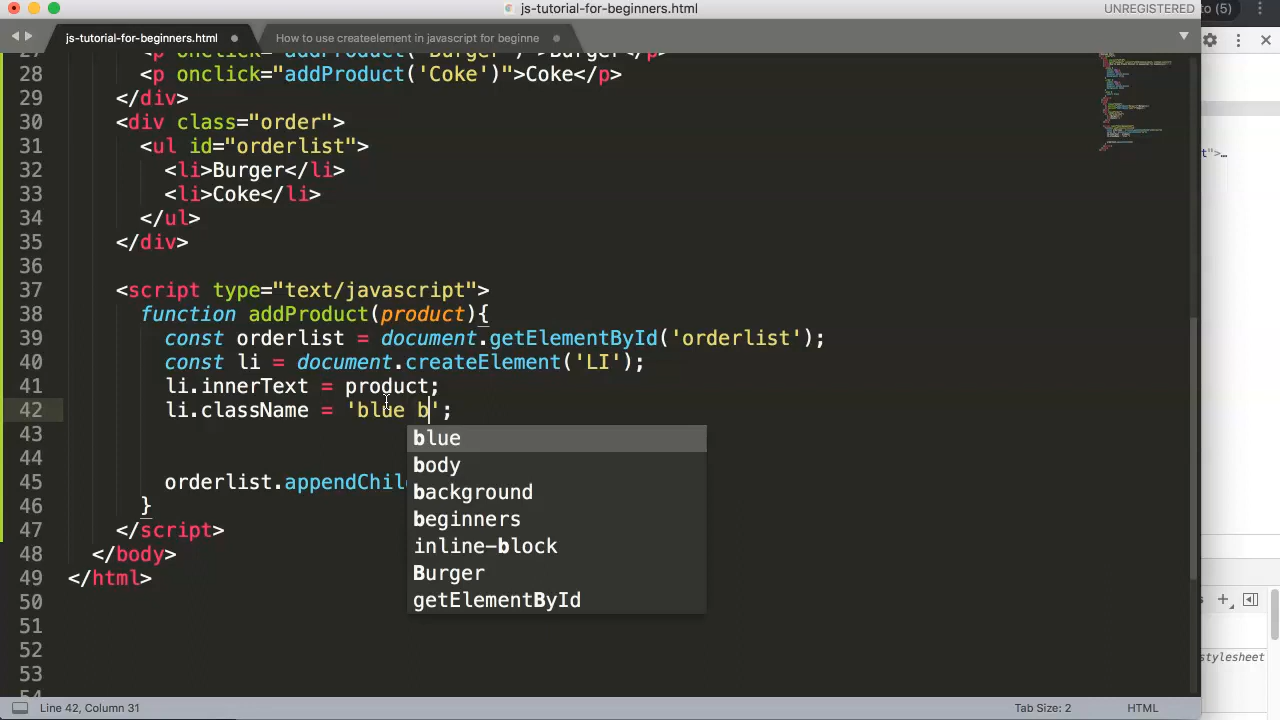 js-tutorial-for-beginners.html
UNREGISTERED
to (5)
js-tutorial-for-beginners.html
How to use createelement in javascript for beginne
28 <p onclick="addProduct('Coke')">Coke</p>
29 </div>
30 <div class="order">
31 <ul id="orderlist">
32 <li>Burger</li>
33 <li>Coke</li>
34 </ul>
35 </div>
36
37 <script type="text/javascript">
38 function addProduct(product){
39 const orderlist = document.getElementById('orderlist');
40 const li = document.createElement('LI');
41 li.innerText = product;
42 li.className = 'blue b';
43
44
45 orderlist.appendChil
46 }
47 </script>
48 </body>
49 </html>
50
51
52
53
blue
body
background
beginners
inline-block
Burger
getElementById
t">…
stylesheet
Line 42, Column 31
Tab Size: 2
HTML